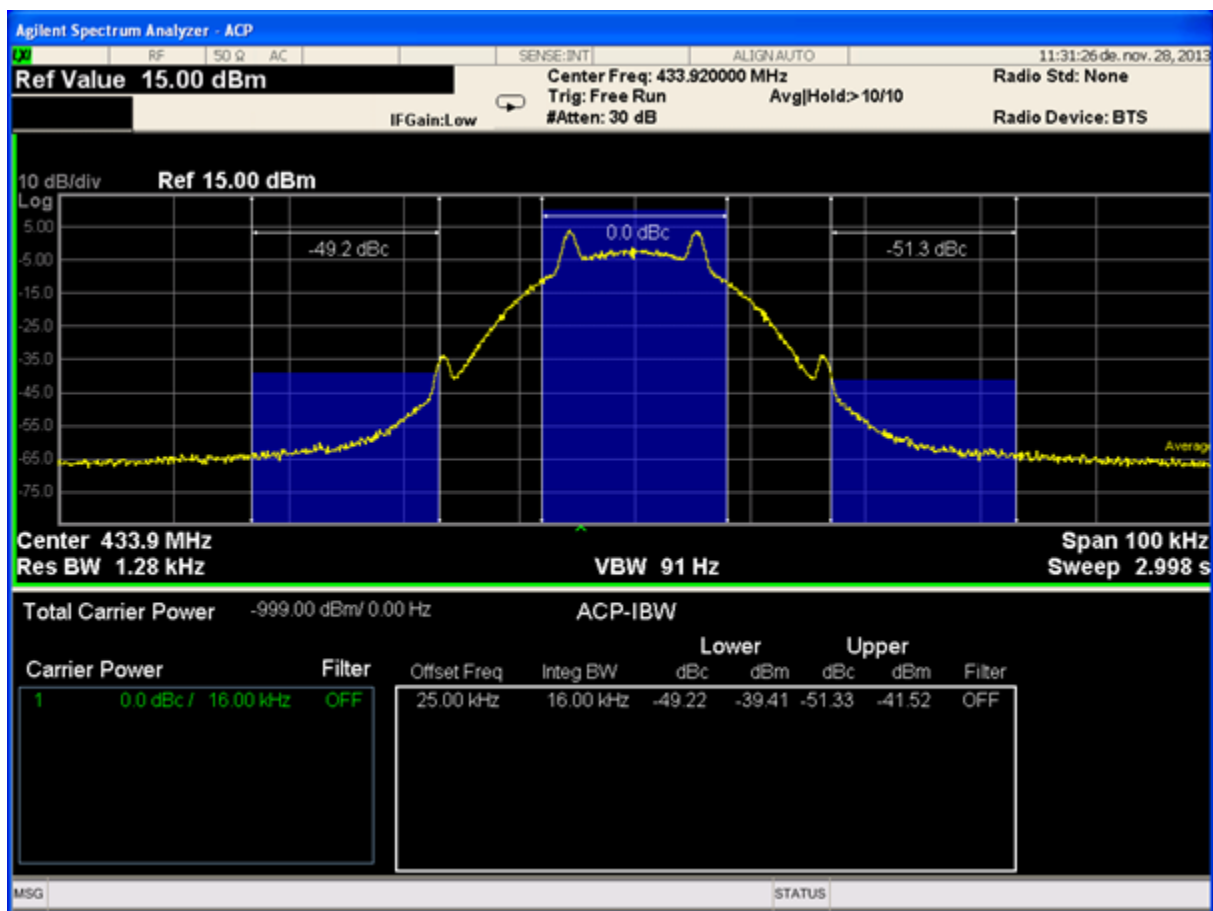 Agilent Spectrum Analyzer - ACP
RF 50 Ω AC SENSE:INT ALIGNAUTO 11:31:26 de. nov. 28, 2013
Ref Value 15.00 dBm
Center Freq: 433.920000 MHz
Radio Std: None
Trig: Free Run Avg|Hold:> 10/10
IFGain:Low #Atten: 30 dB
Radio Device: BTS
10 dB/div Ref 15.00 dBm
Log
5.00
-5.00
-15.0
-25.0
-35.0
-45.0
-55.0
-65.0
-75.0
-49.2 dBc 0.0 dBc -51.3 dBc
Average
Center 433.9 MHz Span 100 kHz
Res BW 1.28 kHz VBW 91 Hz Sweep 2.998 s
Total Carrier Power -999.00 dBm/ 0.00 Hz ACP-IBW
Lower Upper
Carrier Power Filter Offset Freq Integ BW dBc dBm dBc dBm Filter
1 0.0 dBc / 16.00 kHz OFF 25.00 kHz 16.00 kHz -49.22 -39.41 -51.33 -41.52 OFF
MSG STATUS